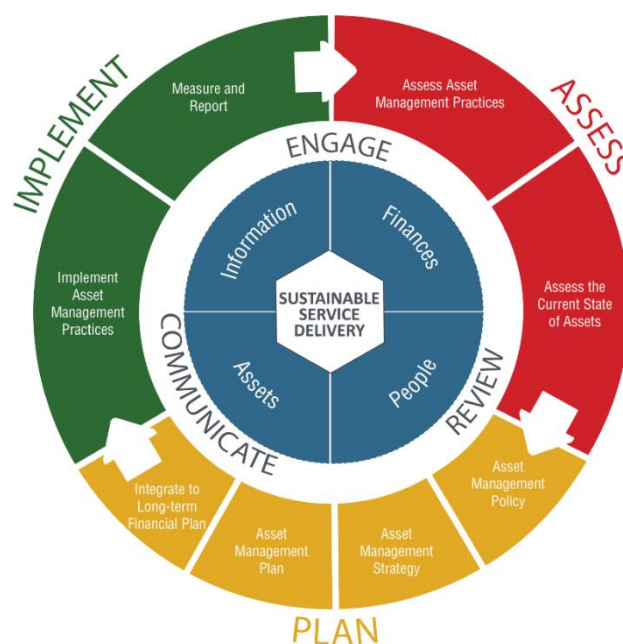 IMPLEMENT
Measure and
Report
Assess Asset
Management Practices
ASSESS
ENGAGE
Information
Finances
Implement
Asset
Management
Practices
SUSTAINABLE
SERVICE
DELIVERY
Assess the
Current State
of Assets
COMMUNICATE
Assets
People
REVIEW
Integrate to
Long-term
Financial Plan
Asset
Management
Plan
Asset
Management
Strategy
Asset
Management
Policy
PLAN